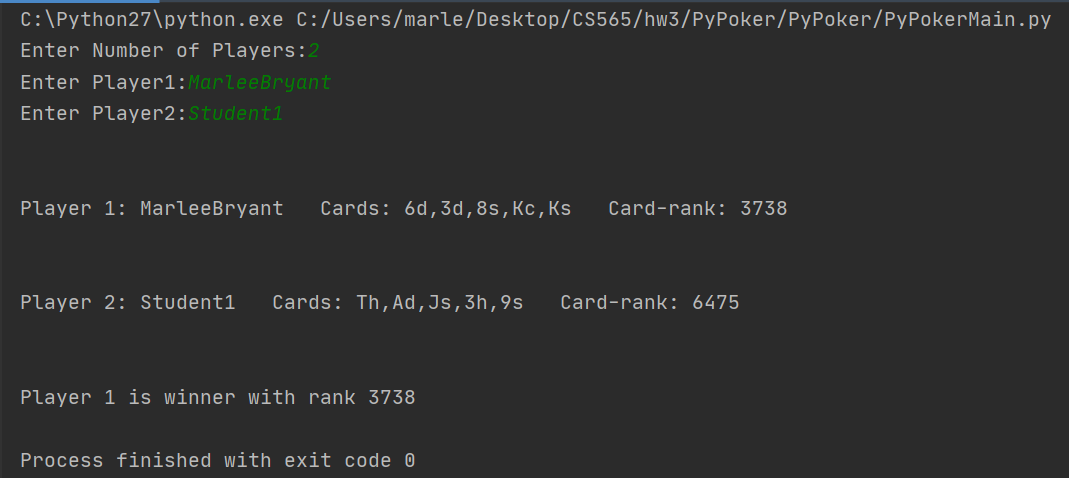 C:\Python27\python.exe C:/Users/marle/Desktop/CS565/hw3/PyPoker/PyPoker/PyPokerMain.py
Enter Number of Players:2
Enter Player1:MarleeBryant
Enter Player2:Student1
Player 1: MarleeBryant   Cards: 6d,3d,8s,Kc,Ks   Card-rank: 3738
Player 2: Student1   Cards: Th,Ad,Js,3h,9s   Card-rank: 6475
Player 1 is winner with rank 3738
Process finished with exit code 0